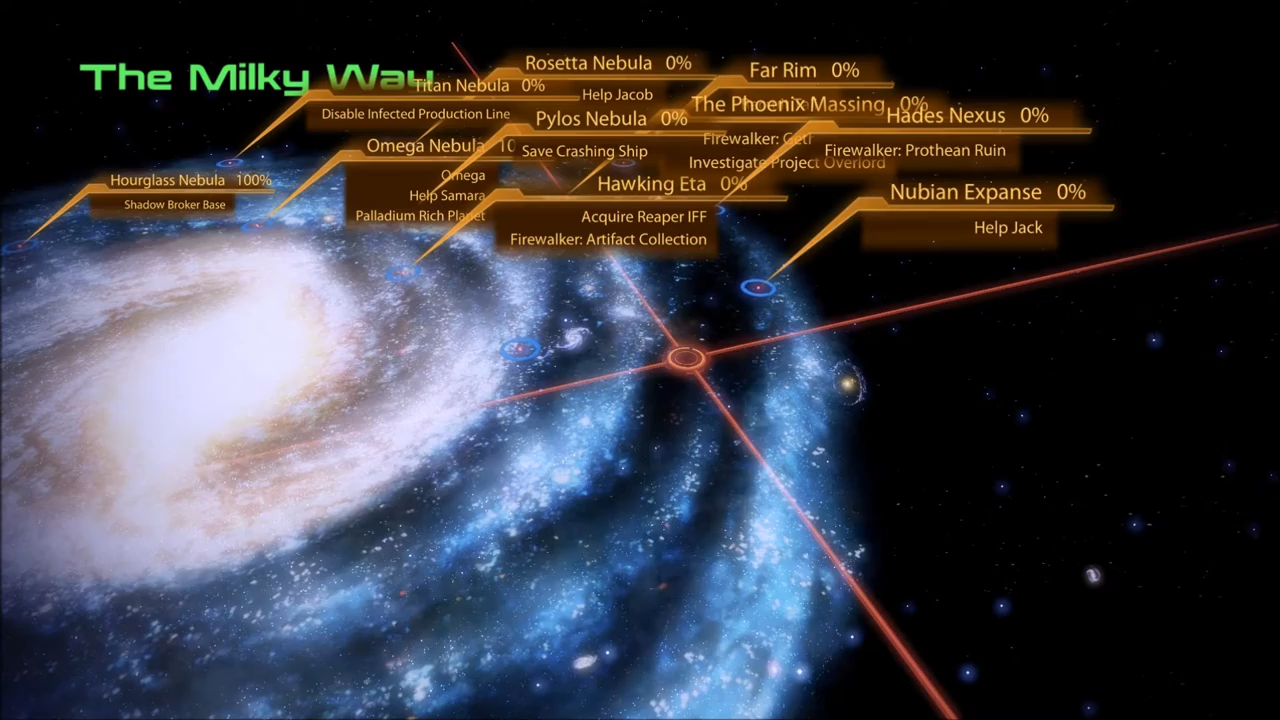 The Milky Way
Rosetta Nebula 0%
Help Jacob
Far Rim 0%
Titan Nebula 0%
Disable Infected Production Line
The Phoenix Massing 0%
Firewalker: Geth
Investigate Project Overlord
Hades Nexus 0%
Firewalker: Prothean Ruin
Pylos Nebula 0%
Save Crashing Ship
Omega Nebula
Omega
Help Samara
Palladium Rich Planet
Hourglass Nebula 100%
Shadow Broker Base
Hawking Eta 0%
Acquire Reaper IFF
Firewalker: Artifact Collection
Nubian Expanse 0%
Help Jack